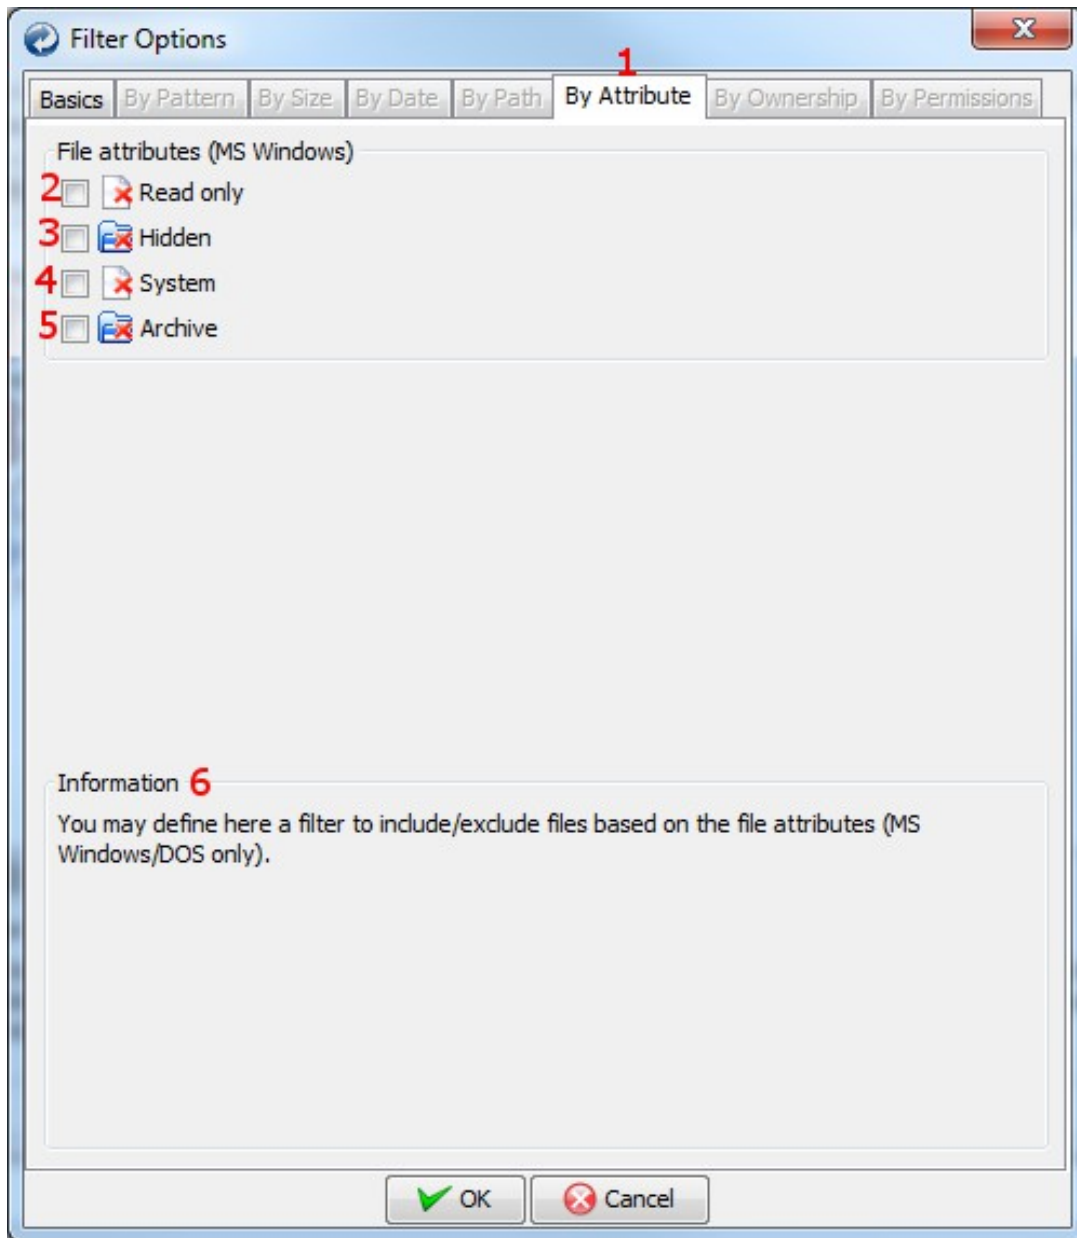 Filter Options
1
Basics By Pattern By Size By Date By Path By Attribute By Ownership By Permissions
File attributes (MS Windows)
2 Read only
3 Hidden
4 System
5 Archive
Information 6
You may define here a filter to include/exclude files based on the file attributes (MS
Windows/DOS only).
OK Cancel